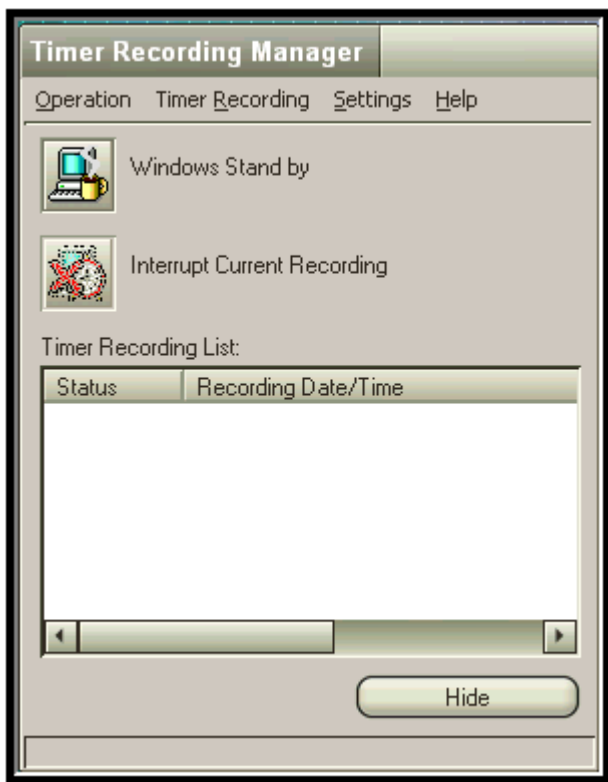 Timer Recording Manager
Operation Timer Recording Settings Help
Windows Stand by
Interrupt Current Recording
Timer Recording List:
Status Recording Date/Time
Hide